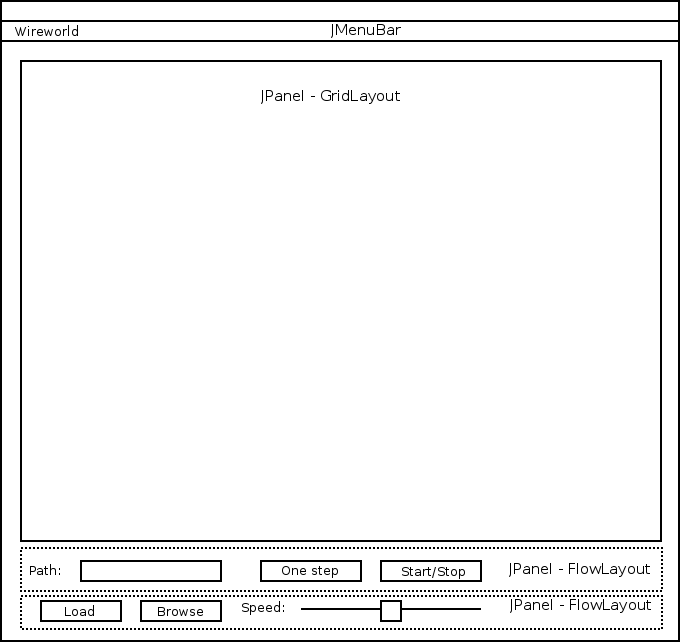 Wireworld JMenuBar
JPanel - GridLayout
Path: One step Start/Stop JPanel - FlowLayout
Load Browse Speed: JPanel - FlowLayout